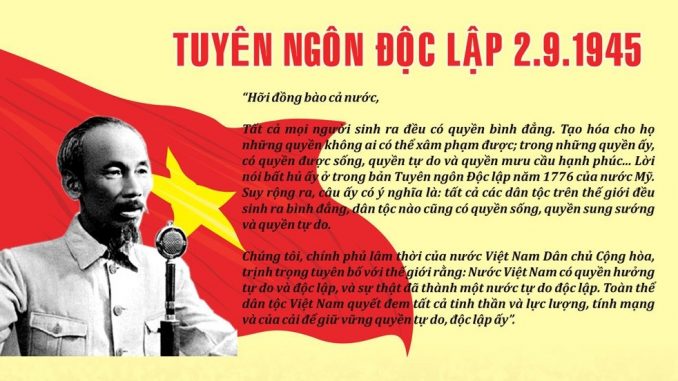 TUYÊN NGÔN ĐỘC LẬP 2.9.1945
“Hỡi đồng bào cả nước,
Tất cả mọi người sinh ra đều có quyền bình đẳng. Tạo hóa cho họ
những quyền không ai có thể xâm phạm được; trong những quyền ấy,
có quyền được sống, quyền tự do và quyền mưu cầu hạnh phúc... Lời
nói bất hủ ấy ở trong bản Tuyên ngôn Độc lập năm 1776 của nước Mỹ.
Suy rộng ra, câu ấy có ý nghĩa là: tất cả các dân tộc trên thế giới đều
sinh ra bình đẳng, dân tộc nào cũng có quyền sống, quyền sung sướng
và quyền tự do.
Chúng tôi, chính phủ lâm thời của nước Việt Nam Dân chủ Cộng hòa,
trịnh trọng tuyên bố với thế giới rằng: Nước Việt Nam có quyền hưởng
tự do và độc lập, và sự thật đã thành một nước tự do độc lập. Toàn thể
dân tộc Việt Nam quyết đem tất cả tinh thần và lực lượng, tính mạng
và của cải để giữ vững quyền tự do, độc lập ấy”.